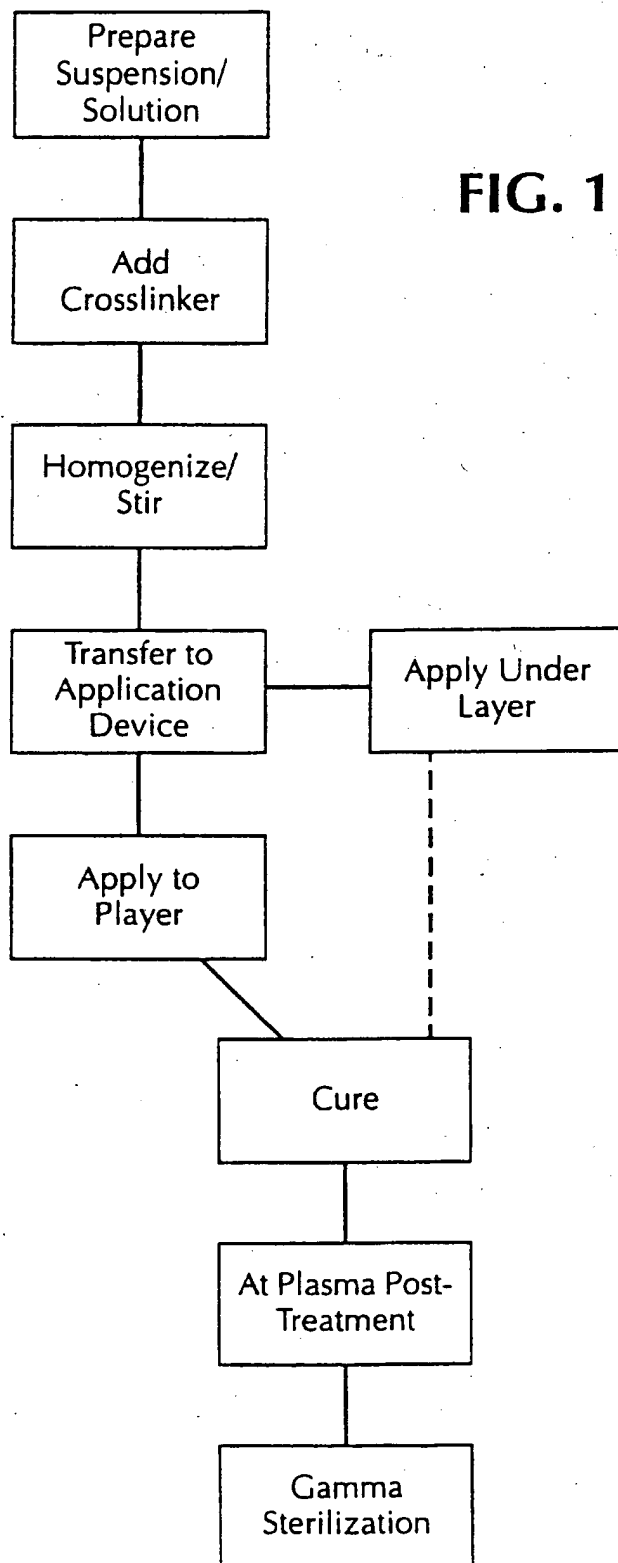 Prepare
Suspension/
Solution
FIG. 1
Add
Crosslinker
Homogenize/
Stir
Transfer to
Application
Device
Apply Under
Layer
Apply to
Player
Cure
At Plasma Post-
Treatment
Gamma
Sterilization